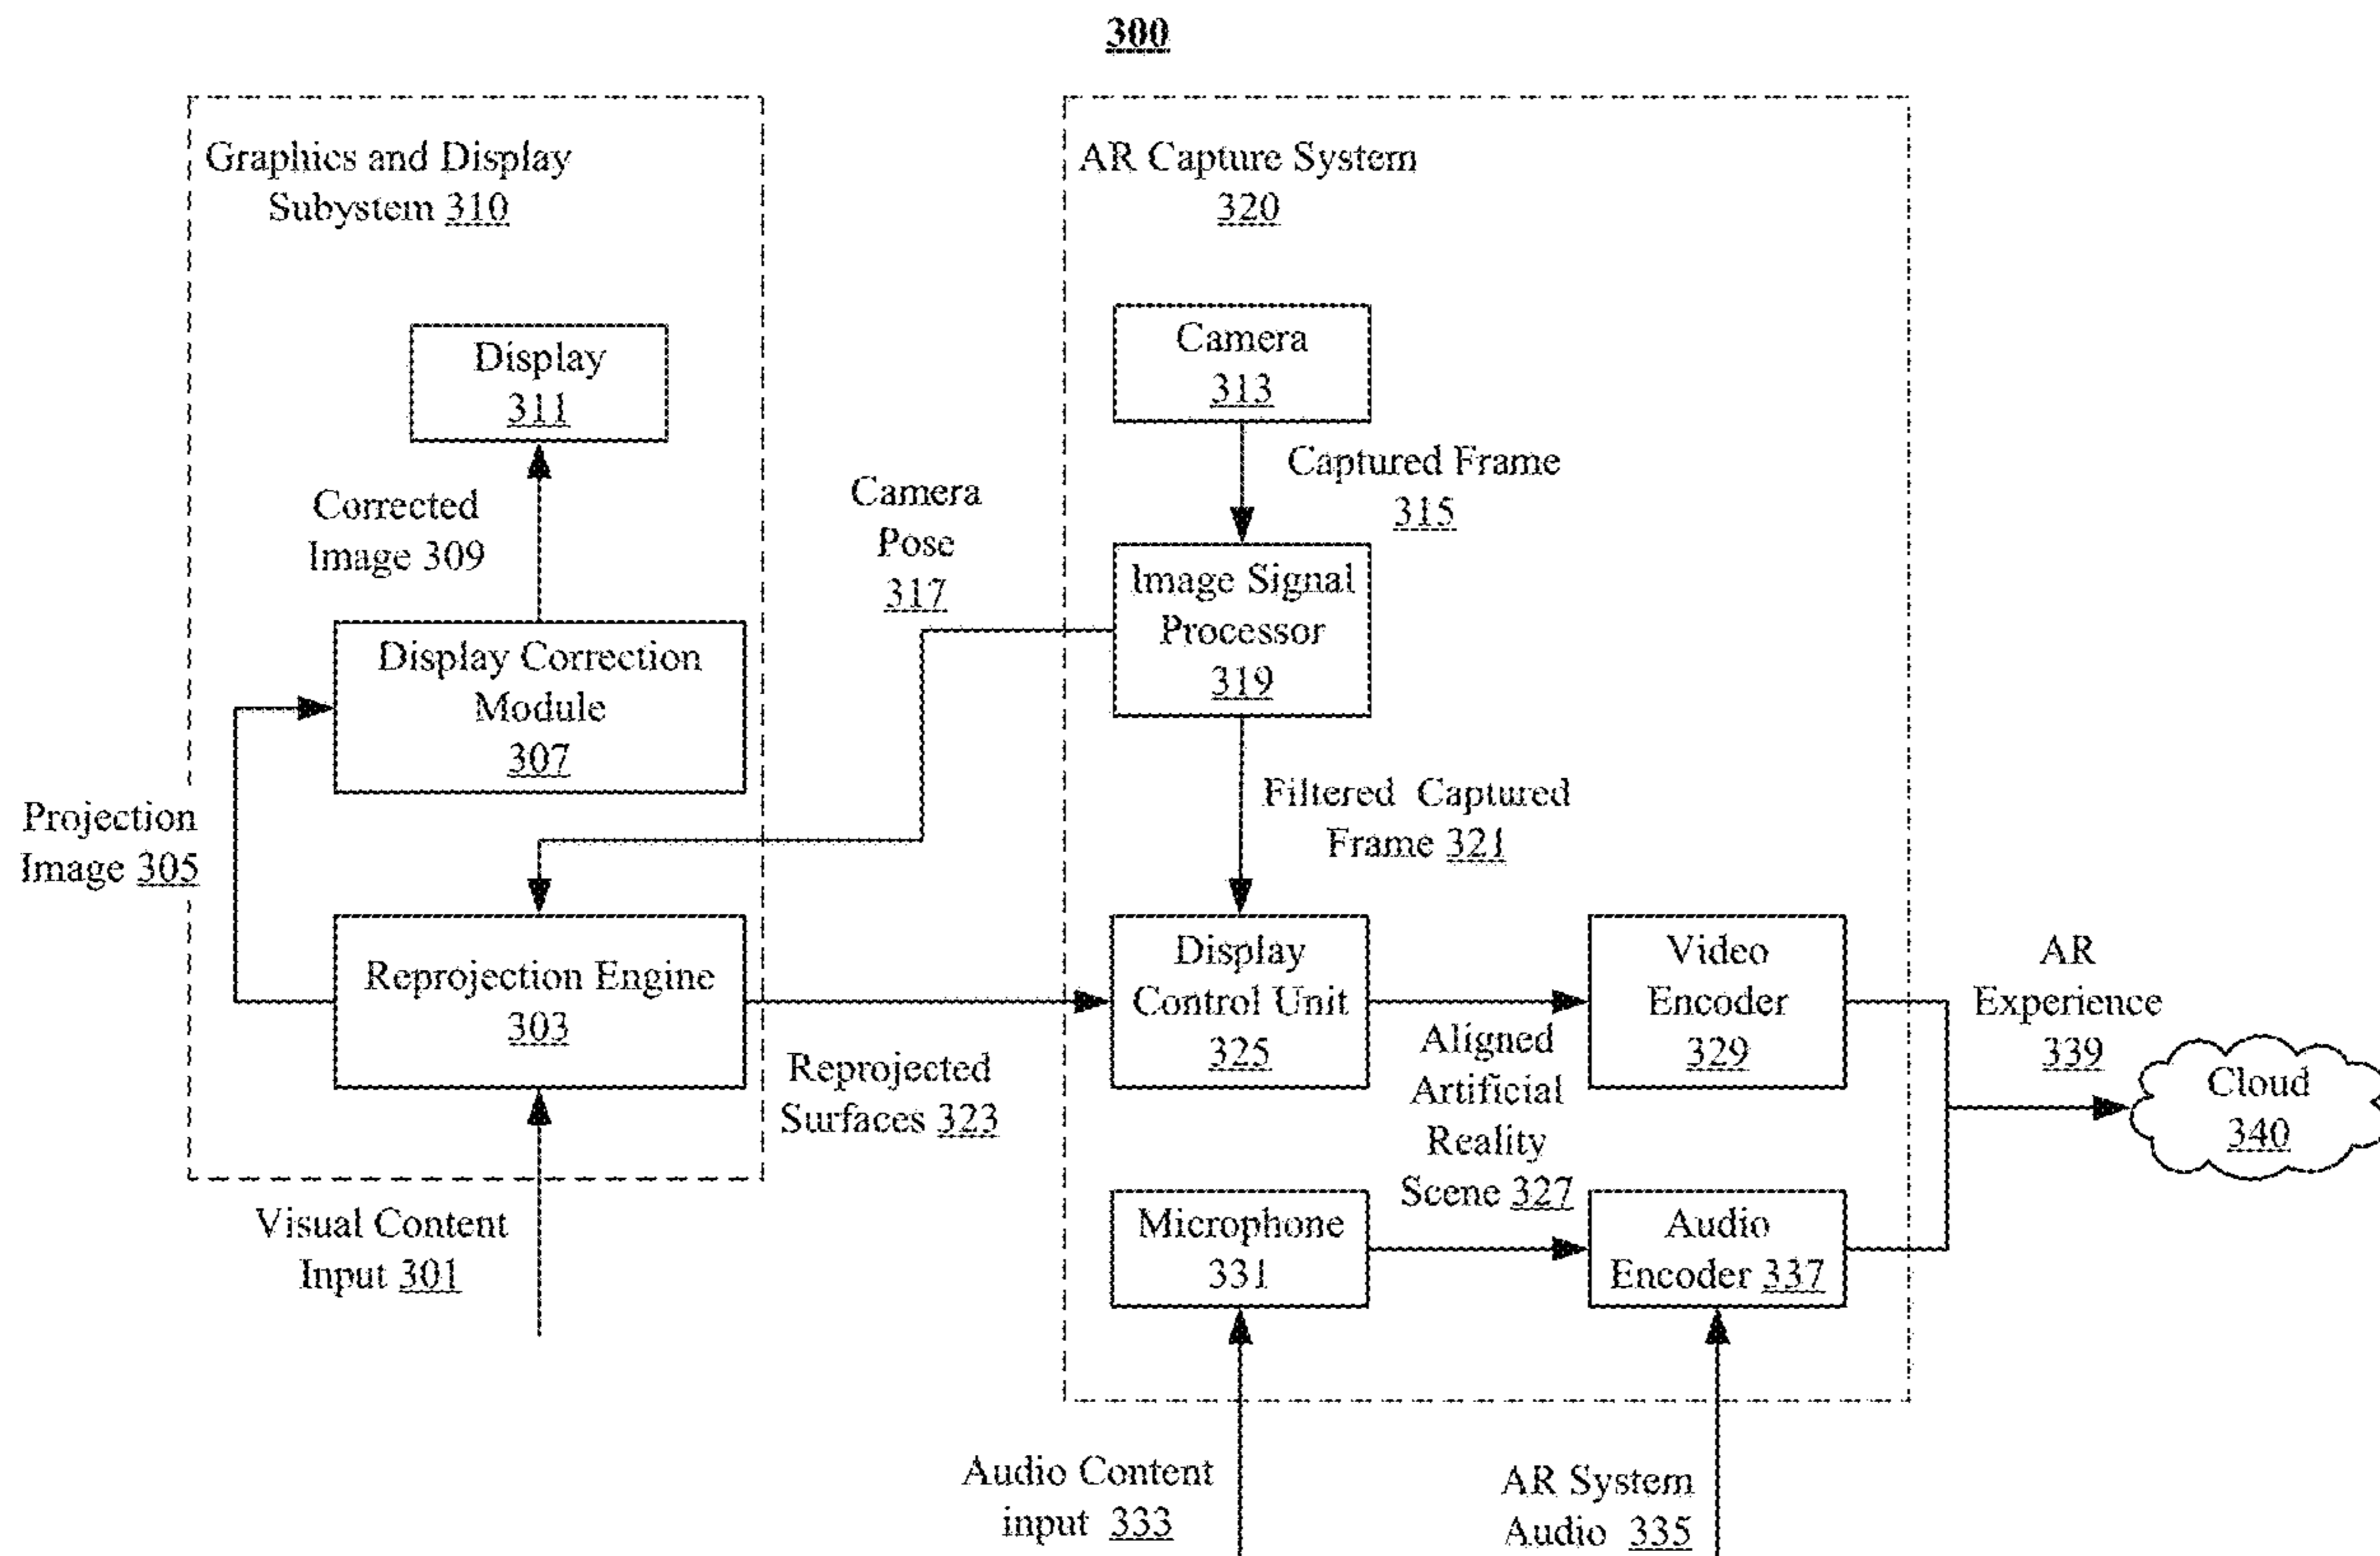 300
Graphics and Display
Subystem 310
AR Capture System
320
Display
311
Camera
313
Captured Frame
315
Corrected
Image 309
Camera
Pose
317
Image Signal
Processor
319
Display Correction
Module
307
Projection
Image 305
Filtered Captured
Frame 321
Reprojection Engine
303
Display
Control Unit
325
Video
Encoder
329
AR
Experience
339
Cloud
340
Reprojected
Surfaces 323
Aligned
Artificial
Reality
Scene 327
Visual Content
Input 301
Microphone
331
Audio
Encoder 337
Audio Content
input 333
AR System
Audio 335